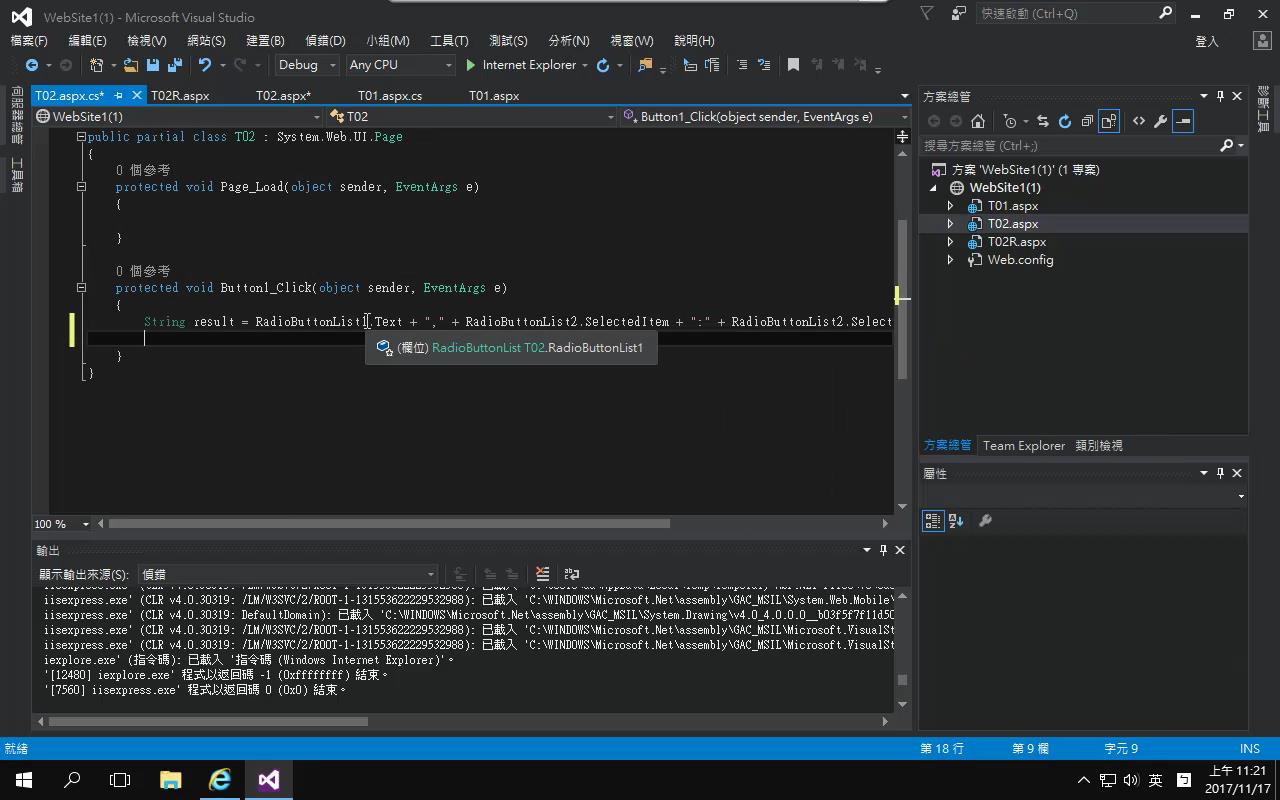 WebSite1(1) - Microsoft Visual Studio
快速啟動 (Ctrl+Q)
檔案(F) 編輯(E) 檢視(V) 網站(S) 建置(B) 偵錯(D) 小組(M) 工具(T) 測試(S) 分析(N) 視窗(W) 說明(H)
登入
Debug Any CPU Internet Explorer
伺服器總管
工具箱
T02.aspx.cs* T02R.aspx T02.aspx* T01.aspx.cs T01.aspx
WebSite1(1) T02 Button1_Click(object sender, EventArgs e)
public partial class T02 : System.Web.UI.Page
{
0 個參考
protected void Page_Load(object sender, EventArgs e)
{
}
0 個參考
protected void Button1_Click(object sender, EventArgs e)
{
String result = RadioButtonList1.Text + "," + RadioButtonList2.SelectedItem + ":" + RadioButtonList2.Select
(欄位) RadioButtonList T02.RadioButtonList1
}
}
100 %
輸出
顯示輸出來源(S): 偵錯
iisexpress.exe' (CLR v4.0.30319: /LM/W3SVC/2/ROOT-1-131553622229532988): 已載入 'C:\WINDOWS\Microsoft.Net\assembly\GAC_MSIL\System.Web.Mobile\
iisexpress.exe' (CLR v4.0.30319: DefaultDomain): 已載入 'C:\WINDOWS\Microsoft.Net\assembly\GAC_MSIL\System.Drawing\v4.0_4.0.0.0__b03f5f7f11d50
iisexpress.exe' (CLR v4.0.30319: /LM/W3SVC/2/ROOT-1-131553622229532988): 已載入 'C:\WINDOWS\Microsoft.Net\assembly\GAC_MSIL\Microsoft.VisualSt
iisexpress.exe' (CLR v4.0.30319: /LM/W3SVC/2/ROOT-1-131553622229532988): 已載入 'C:\WINDOWS\Microsoft.Net\assembly\GAC_MSIL\Microsoft.VisualSt
iexplore.exe' (指令碼): 已載入 '指令碼 (Windows Internet Explorer)'。
'[12480] iexplore.exe' 程式以返回碼 -1 (0xffffffff) 結束。
'[7560] iisexpress.exe' 程式以返回碼 0 (0x0) 結束。
方案總管
搜尋方案總管 (Ctrl+;)
方案 'WebSite1(1)' (1 專案)
WebSite1(1)
T01.aspx
T02.aspx
T02R.aspx
Web.config
方案總管 Team Explorer 類別檢視
屬性
診斷工具
就緒 第 18 行 第 9 欄 字元 9 INS
英
上午 11:21
2017/11/17